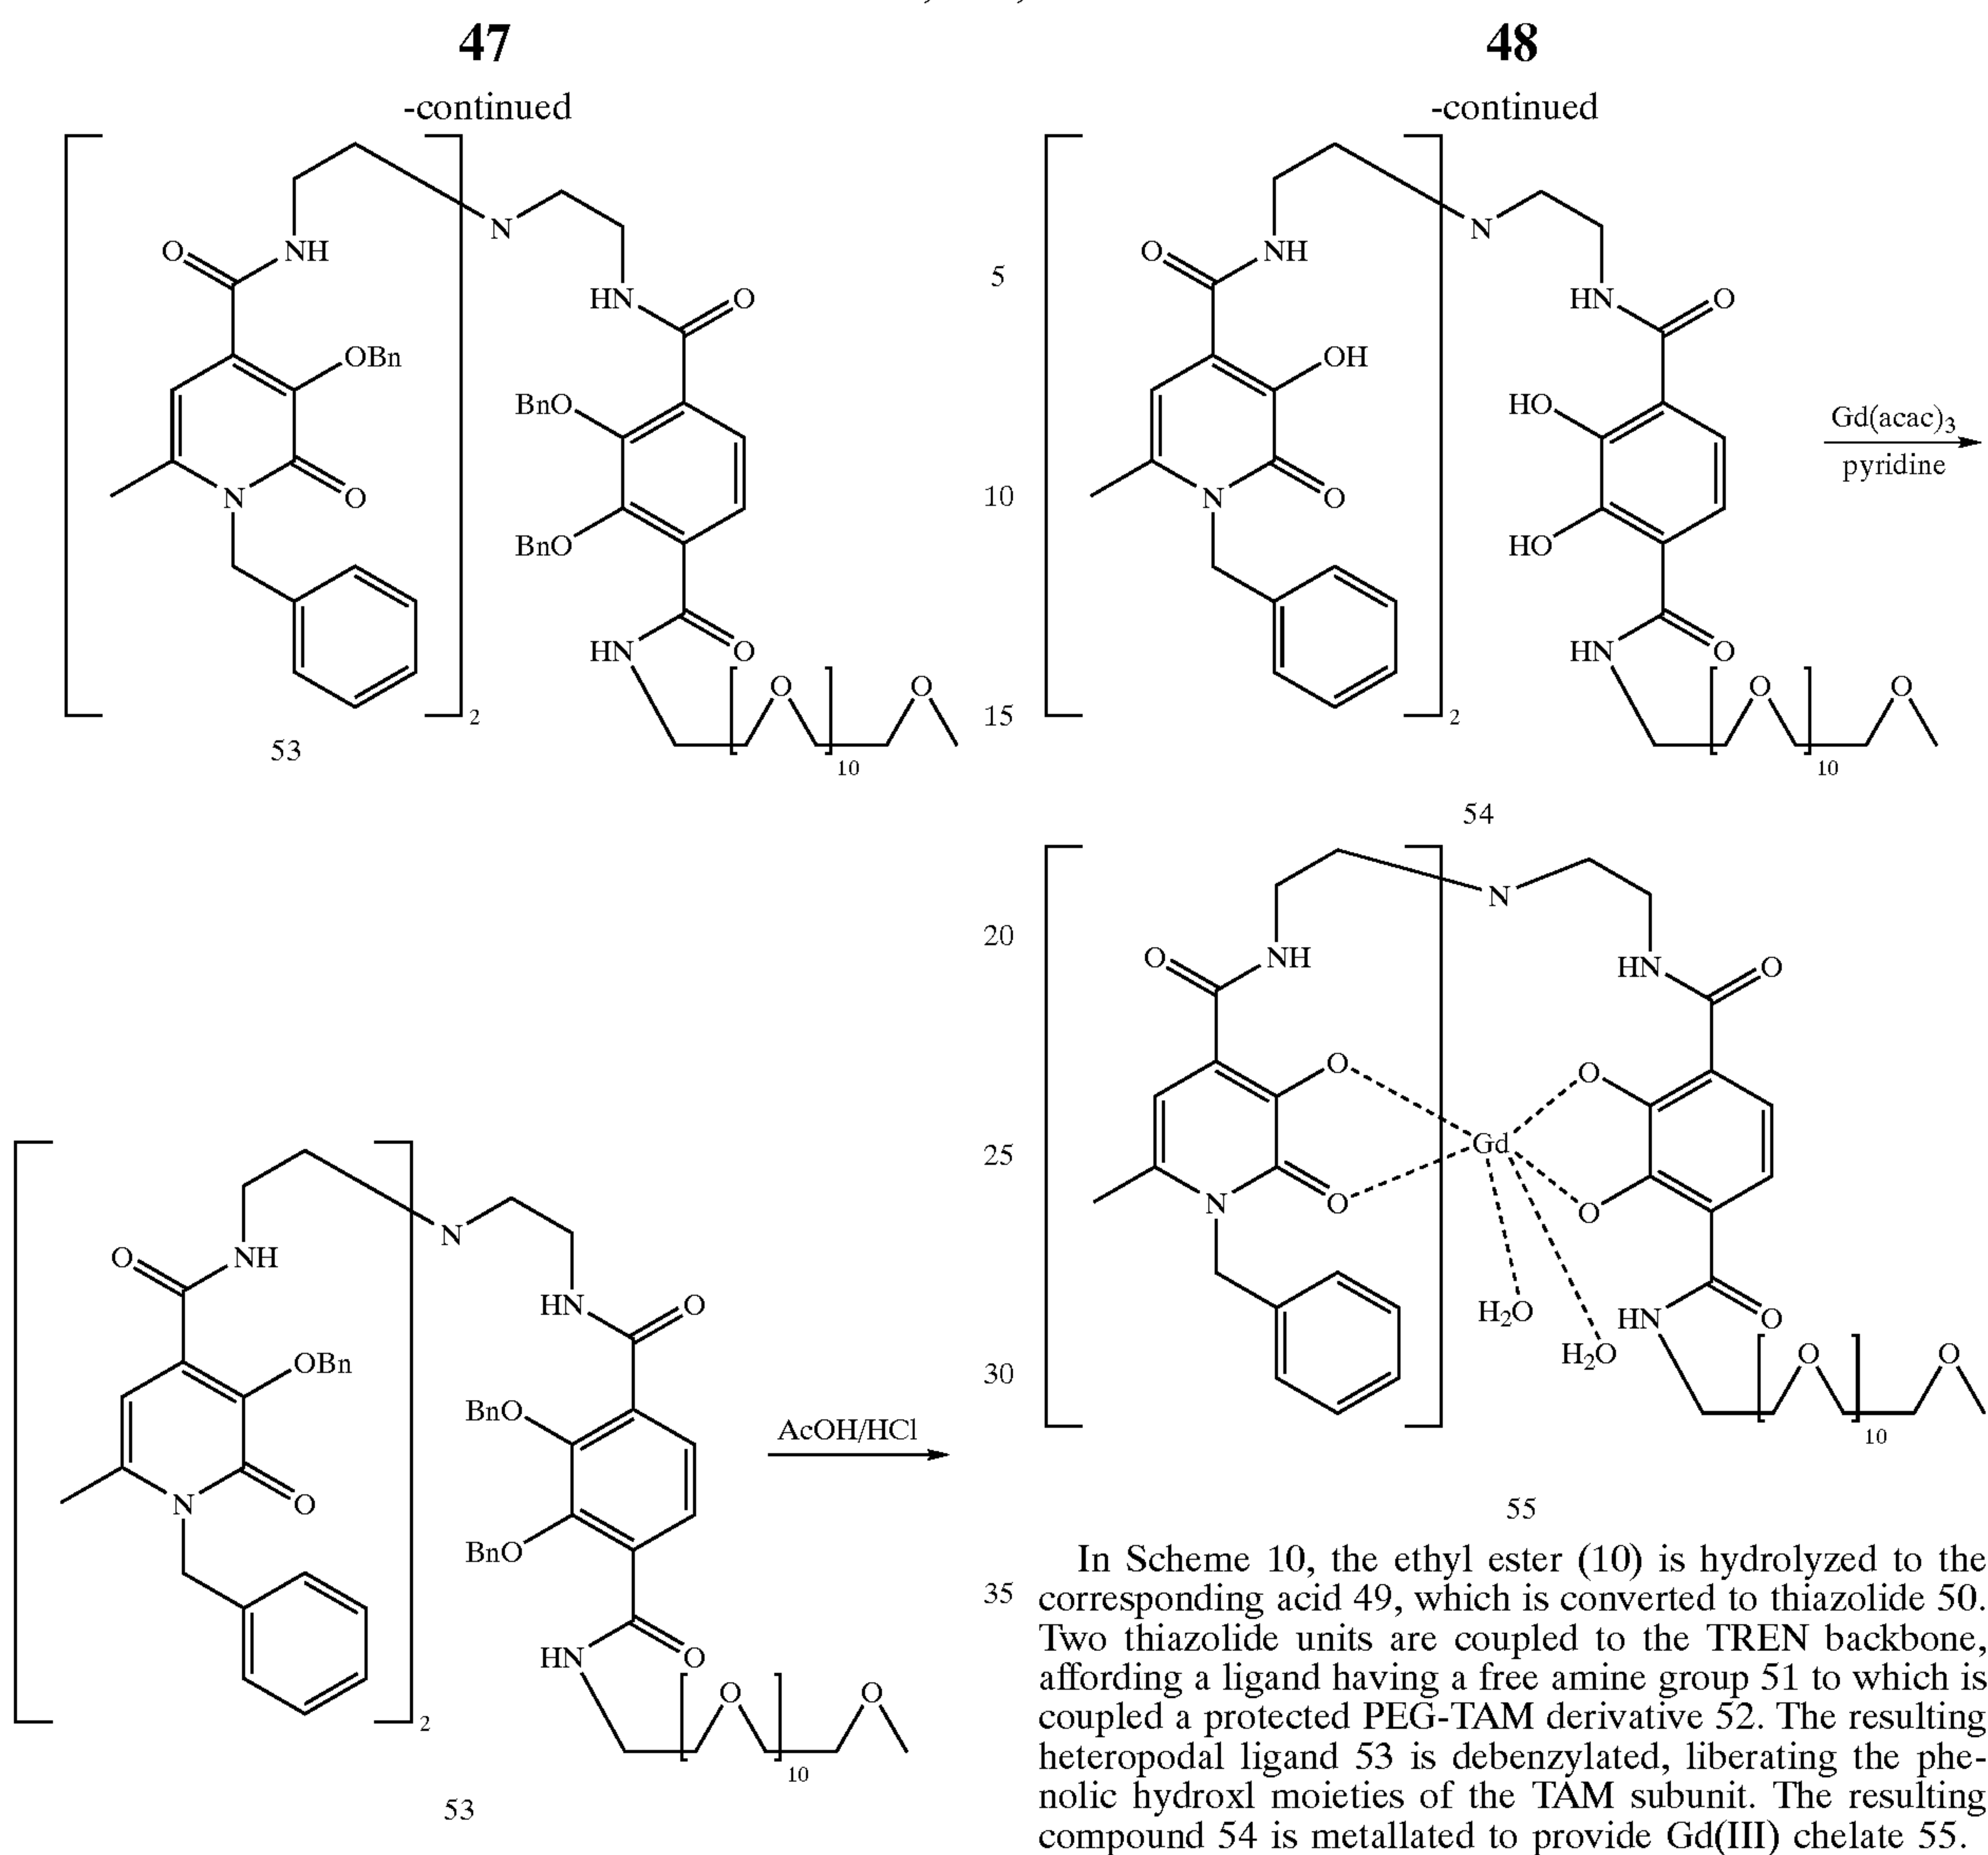 47
-continued
O
NH
N
HN
O
OBn
BnO
N
O
BnO
HN
O
O
O
2
10
53
O
NH
N
HN
O
OBn
BnO
AcOH/HCl
N
O
BnO
HN
O
O
O
2
10
53
48
-continued
5
10
15
20
25
30
35
O
NH
N
HN
O
OH
HO
Gd(acac)3
pyridine
N
O
HO
HN
O
O
O
2
10
54
O
NH
N
HN
O
O
O
Gd
N
O
O
H2O
H2O
HN
O
O
O
2
10
55
In Scheme 10, the ethyl ester (10) is hydrolyzed to the
corresponding acid 49, which is converted to thiazolide 50.
Two thiazolide units are coupled to the TREN backbone,
affording a ligand having a free amine group 51 to which is
coupled a protected PEG-TAM derivative 52. The resulting
heteropodal ligand 53 is debenzylated, liberating the phe-
nolic hydroxl moieties of the TAM subunit. The resulting
compound 54 is metallated to provide Gd(III) chelate 55.